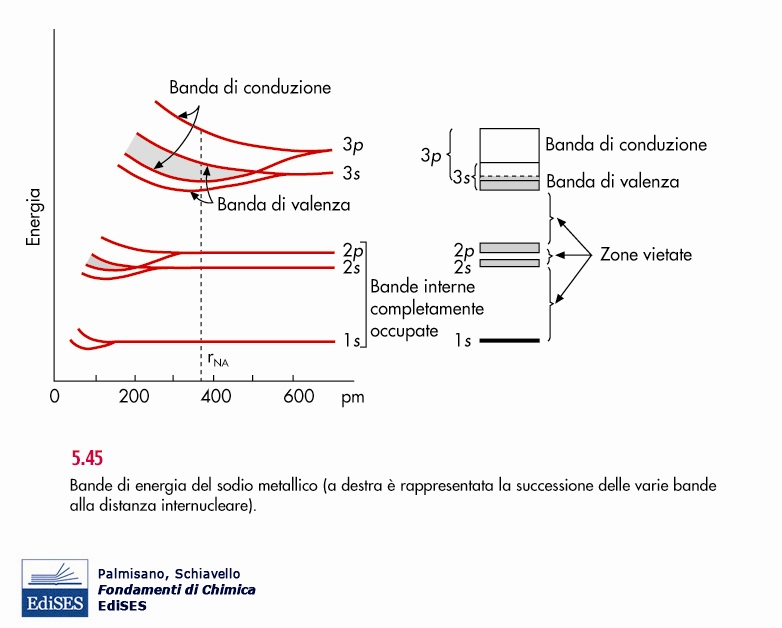 Banda di conduzione
3p
3s
Banda di valenza
Energia
2p
2s
Bande interne
completamente
occupate
1s
rNA
0
200
400
600
pm
3p
3s
Banda di conduzione
Banda di valenza
2p
2s
Zone vietate
1s
5.45
Bande di energia del sodio metallico (a destra è rappresentata la successione delle varie bande
alla distanza internucleare).
EdiSES
Palmisano, Schiavello
Fondamenti di Chimica
EdiSES